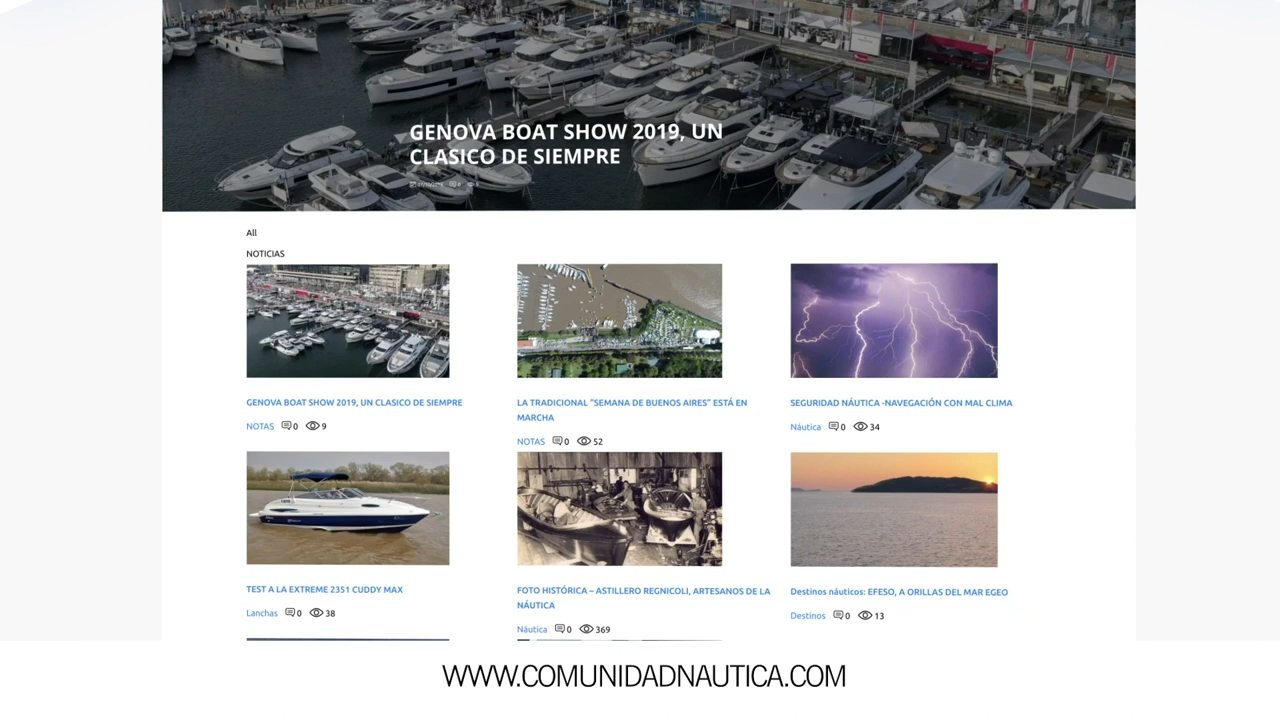 GENOVA BOAT SHOW 2019, UN
CLASICO DE SIEMPRE
All
NOTICIAS
GENOVA BOAT SHOW 2019, UN CLASICO DE SIEMPRE
NOTAS 0 9
LA TRADICIONAL "SEMANA DE BUENOS AIRES" ESTÁ EN
MARCHA
NOTAS 0 52
SEGURIDAD NÁUTICA -NAVEGACIÓN CON MAL CLIMA
Náutica 0 34
TEST A LA EXTREME 2351 CUDDY MAX
Lanchas 0 38
FOTO HISTÓRICA – ASTILLERO REGNICOLI, ARTESANOS DE LA
NÁUTICA
Náutica 0 369
Destinos náuticos: EFESO, A ORILLAS DEL MAR EGEO
Destinos 0 13
WWW.COMUNIDADNAUTICA.COM